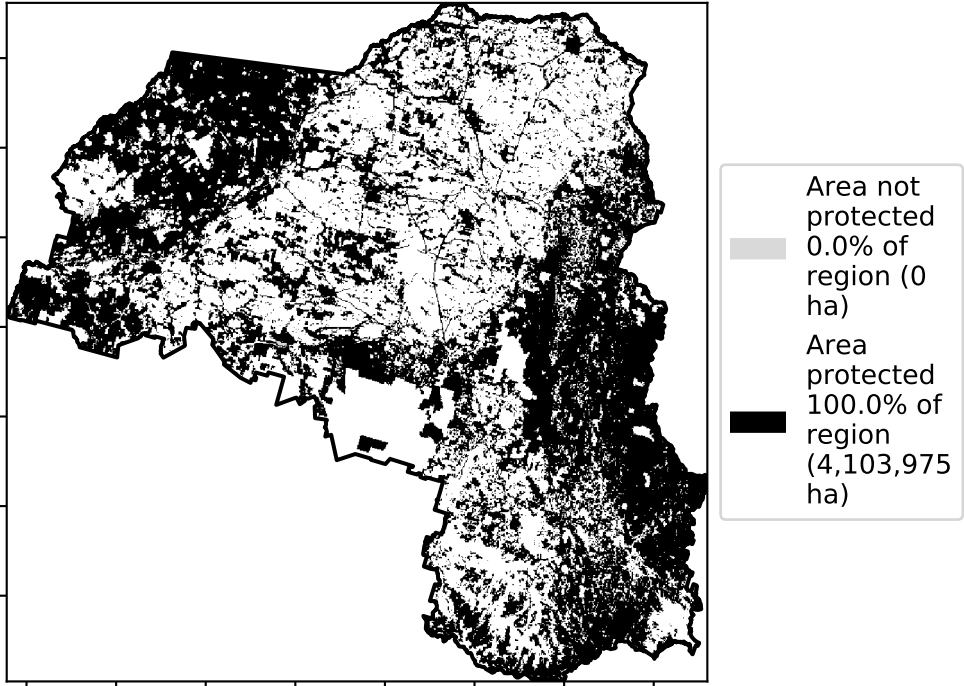 Area not
protected
0.0% of
region (0
ha)
Area
protected
100.0% of
region
(4,103,975
ha)